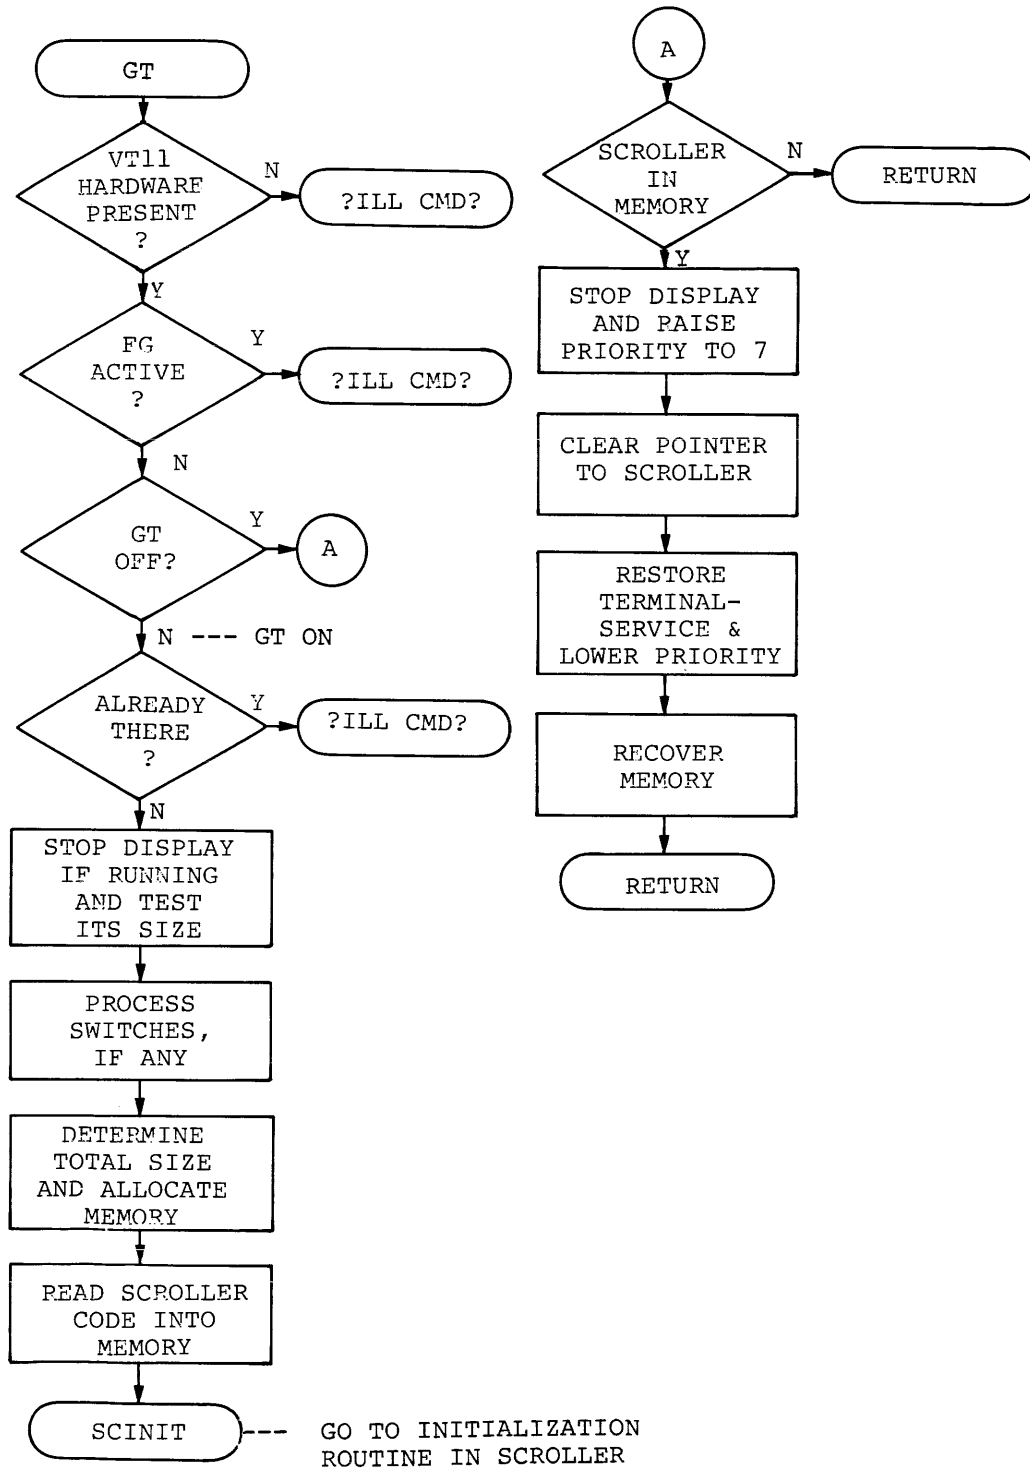 GT
VT11
HARDWARE
PRESENT
?
N
?ILL CMD?
Y
FG
ACTIVE
?
Y
?ILL CMD?
N
GT
OFF?
Y
A
N --- GT ON
ALREADY
THERE
?
Y
?ILL CMD?
N
STOP DISPLAY
IF RUNNING
AND TEST
ITS SIZE
PROCESS
SWITCHES,
IF ANY
DETERMINE
TOTAL SIZE
AND ALLOCATE
MEMORY
READ SCROLLER
CODE INTO
MEMORY
SCINIT
--- GO TO INITIALIZATION
ROUTINE IN SCROLLER
A
SCROLLER
IN
MEMORY
N
RETURN
Y
STOP DISPLAY
AND RAISE
PRIORITY TO 7
CLEAR POINTER
TO SCROLLER
RESTORE
TERMINAL-
SERVICE &
LOWER PRIORITY
RECOVER
MEMORY
RETURN